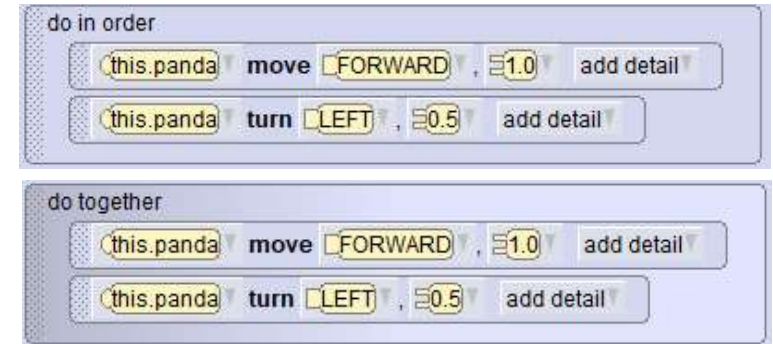 do in order
this.panda move FORWARD , 1.0 add detail
this.panda turn LEFT , 0.5 add detail
do together
this.panda move FORWARD , 1.0 add detail
this.panda turn LEFT , 0.5 add detail